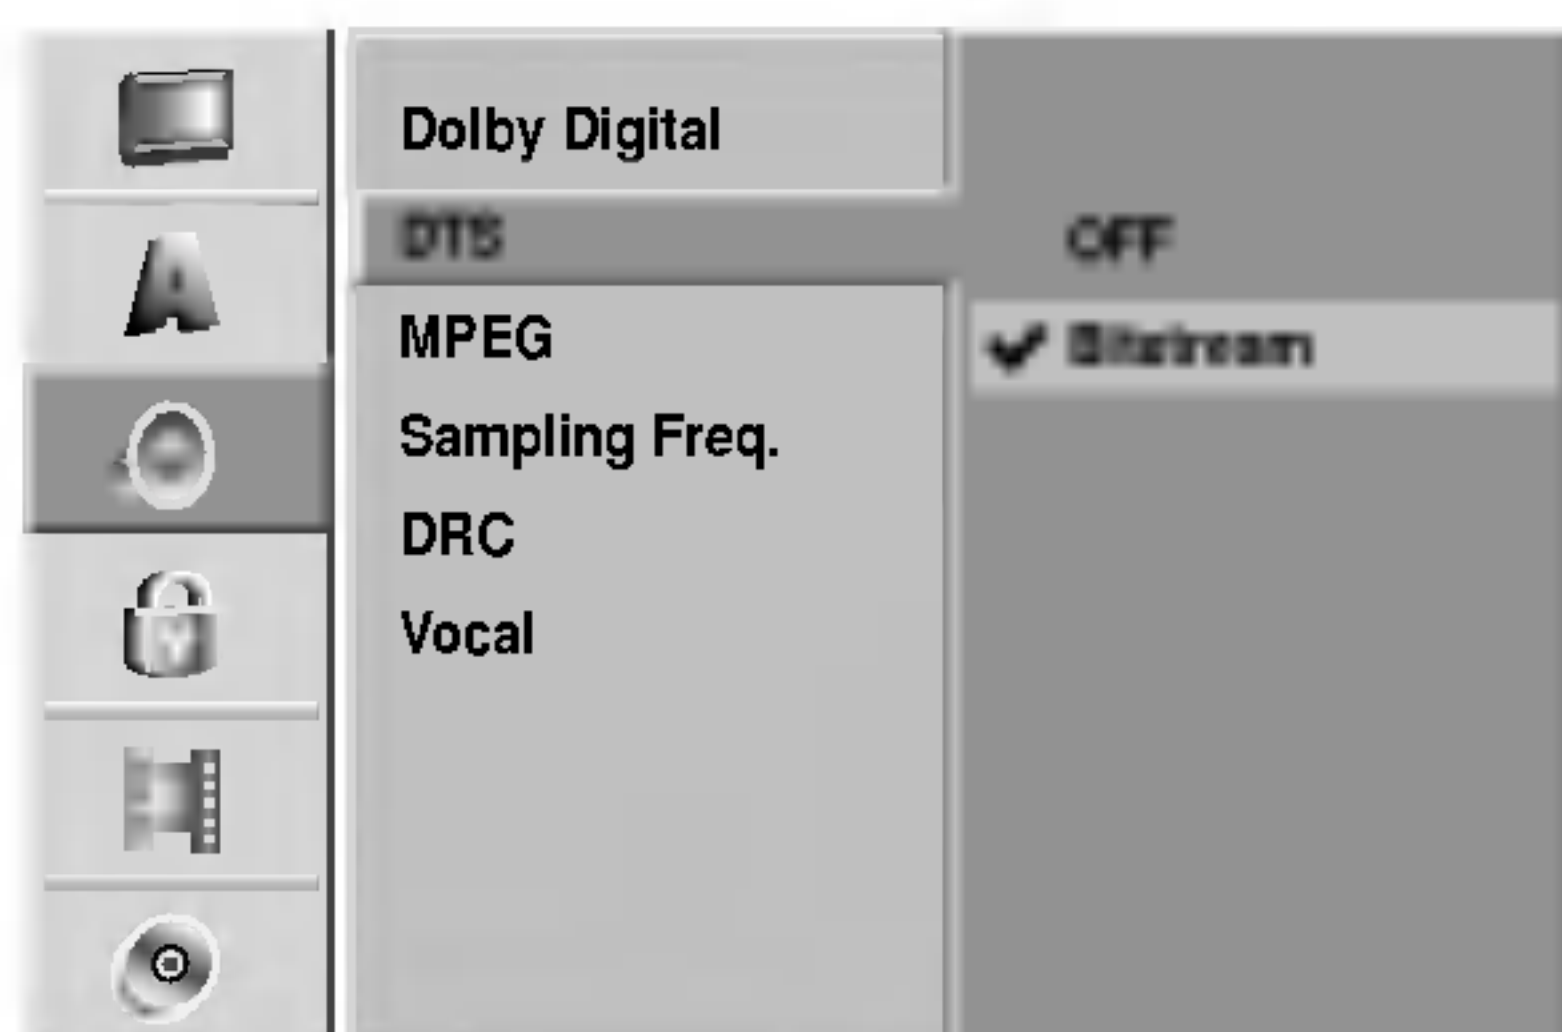 Dolby Digital
DTS
OFF
MPEG
Bitstream
Sampling Freq.
DRC
Vocal